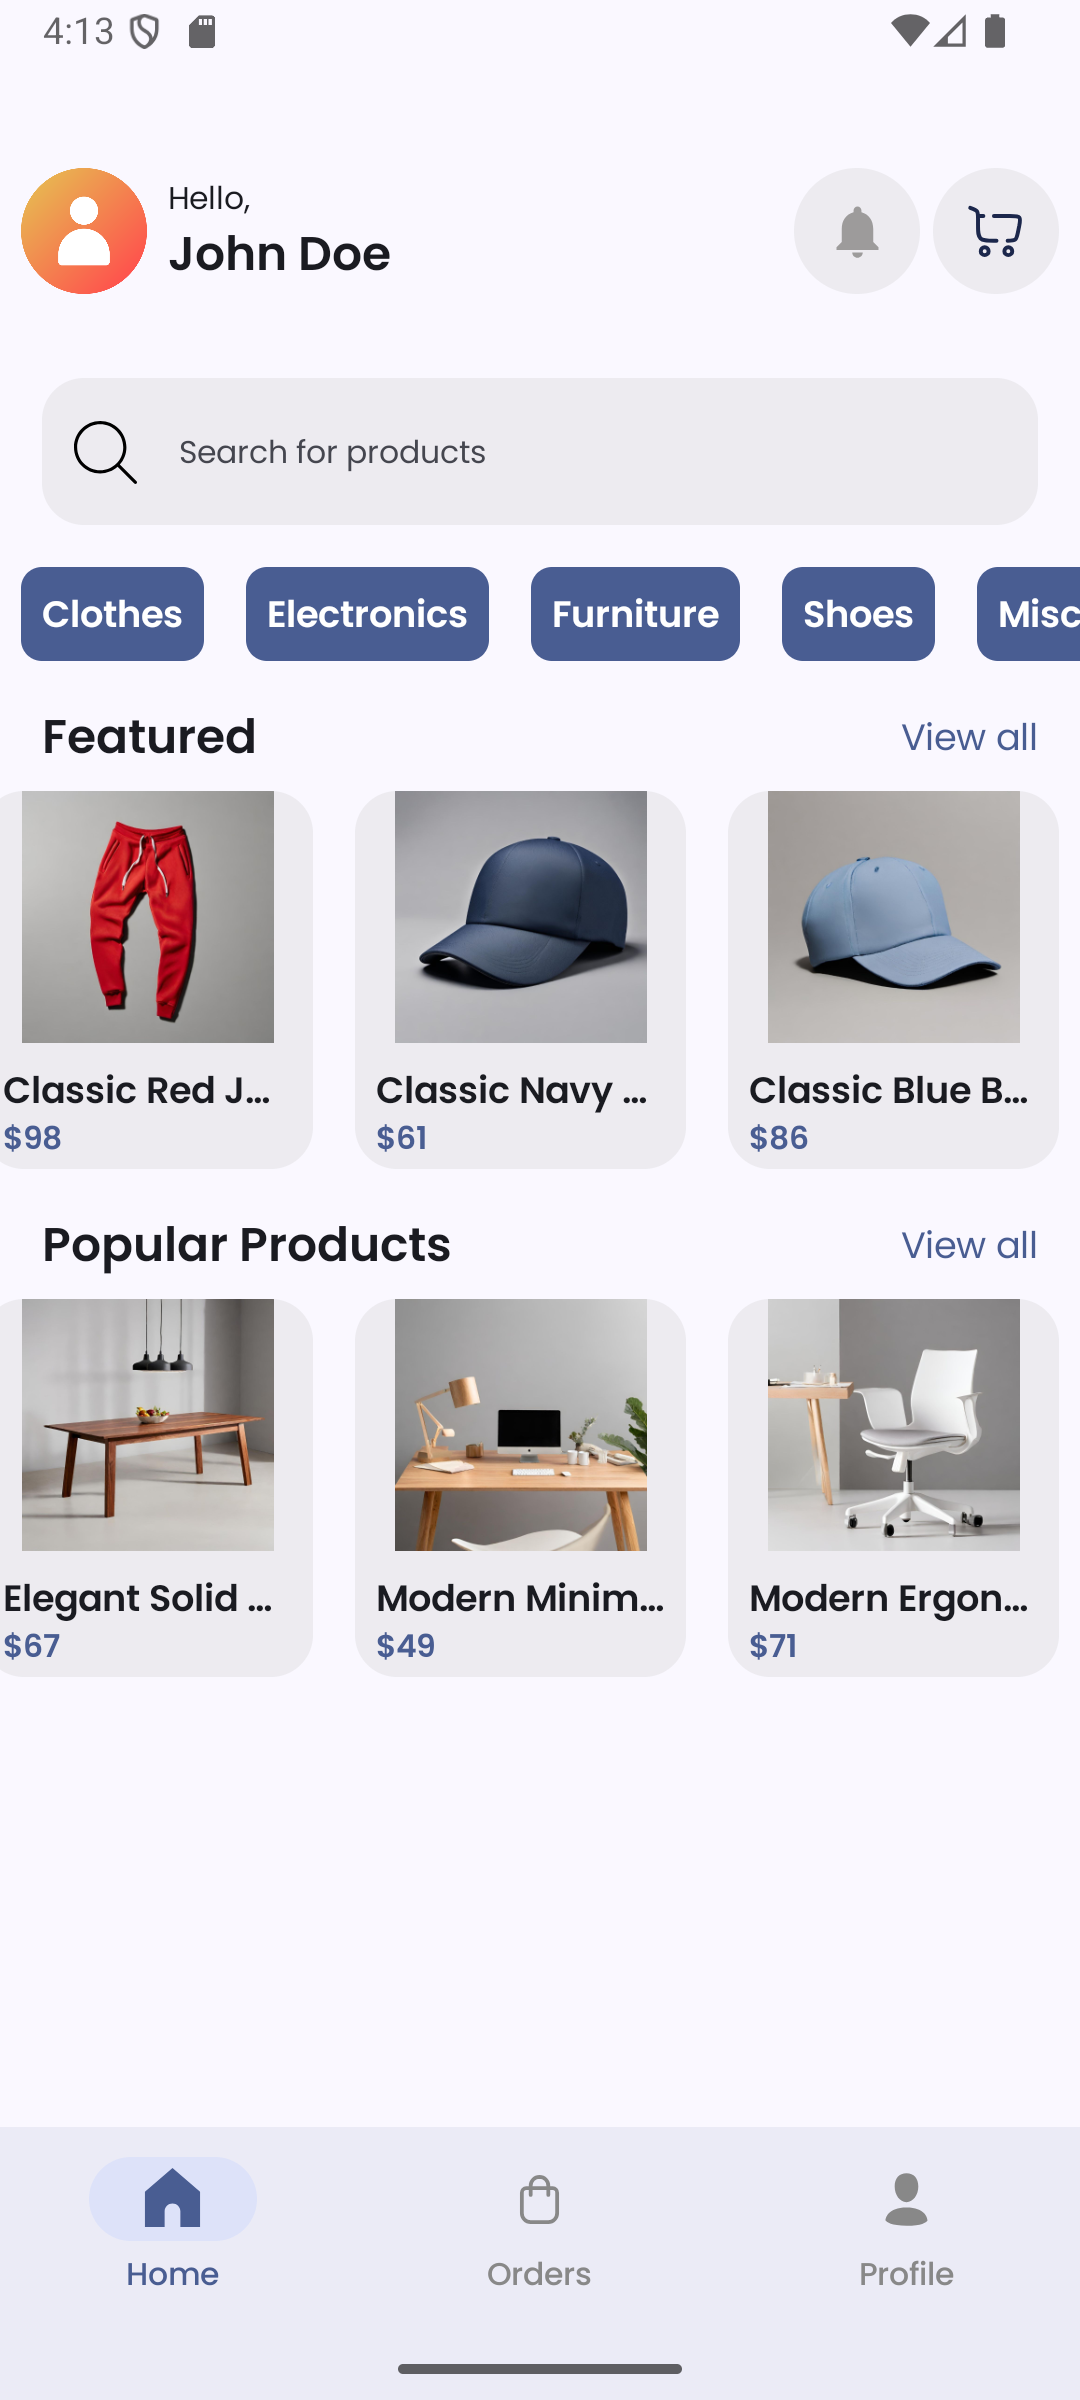 4:13
Hello,
John Doe
Search for products
Clothes Electronics Furniture Shoes Misc
Featured View all
Classic Red J... Classic Navy ... Classic Blue B...
$98 $61 $86
Popular Products View all
Elegant Solid ... Modern Minim... Modern Ergon...
$67 $49 $71
Home Orders Profile